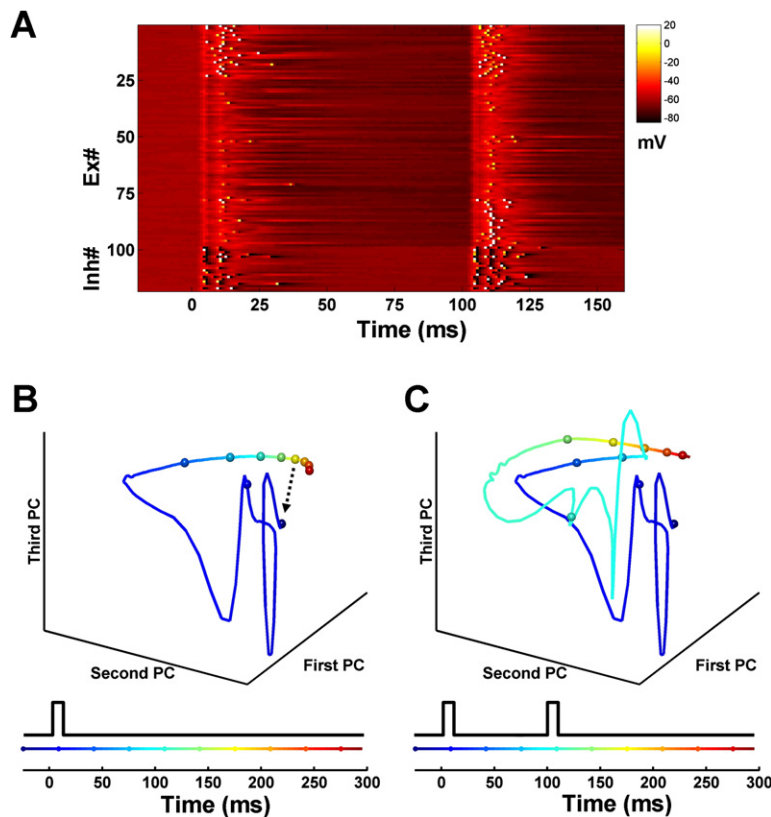 A
20
0
-20
-40
-60
-80
mV
25
50
75
100
Ex#
Inh#
0 25 50 75 100 125 150
Time (ms)
B
C
Third PC
Second PC
First PC
Third PC
Second PC
First PC
0 50 100 150 200 250 300
Time (ms)
0 50 100 150 200 250 300
Time (ms)